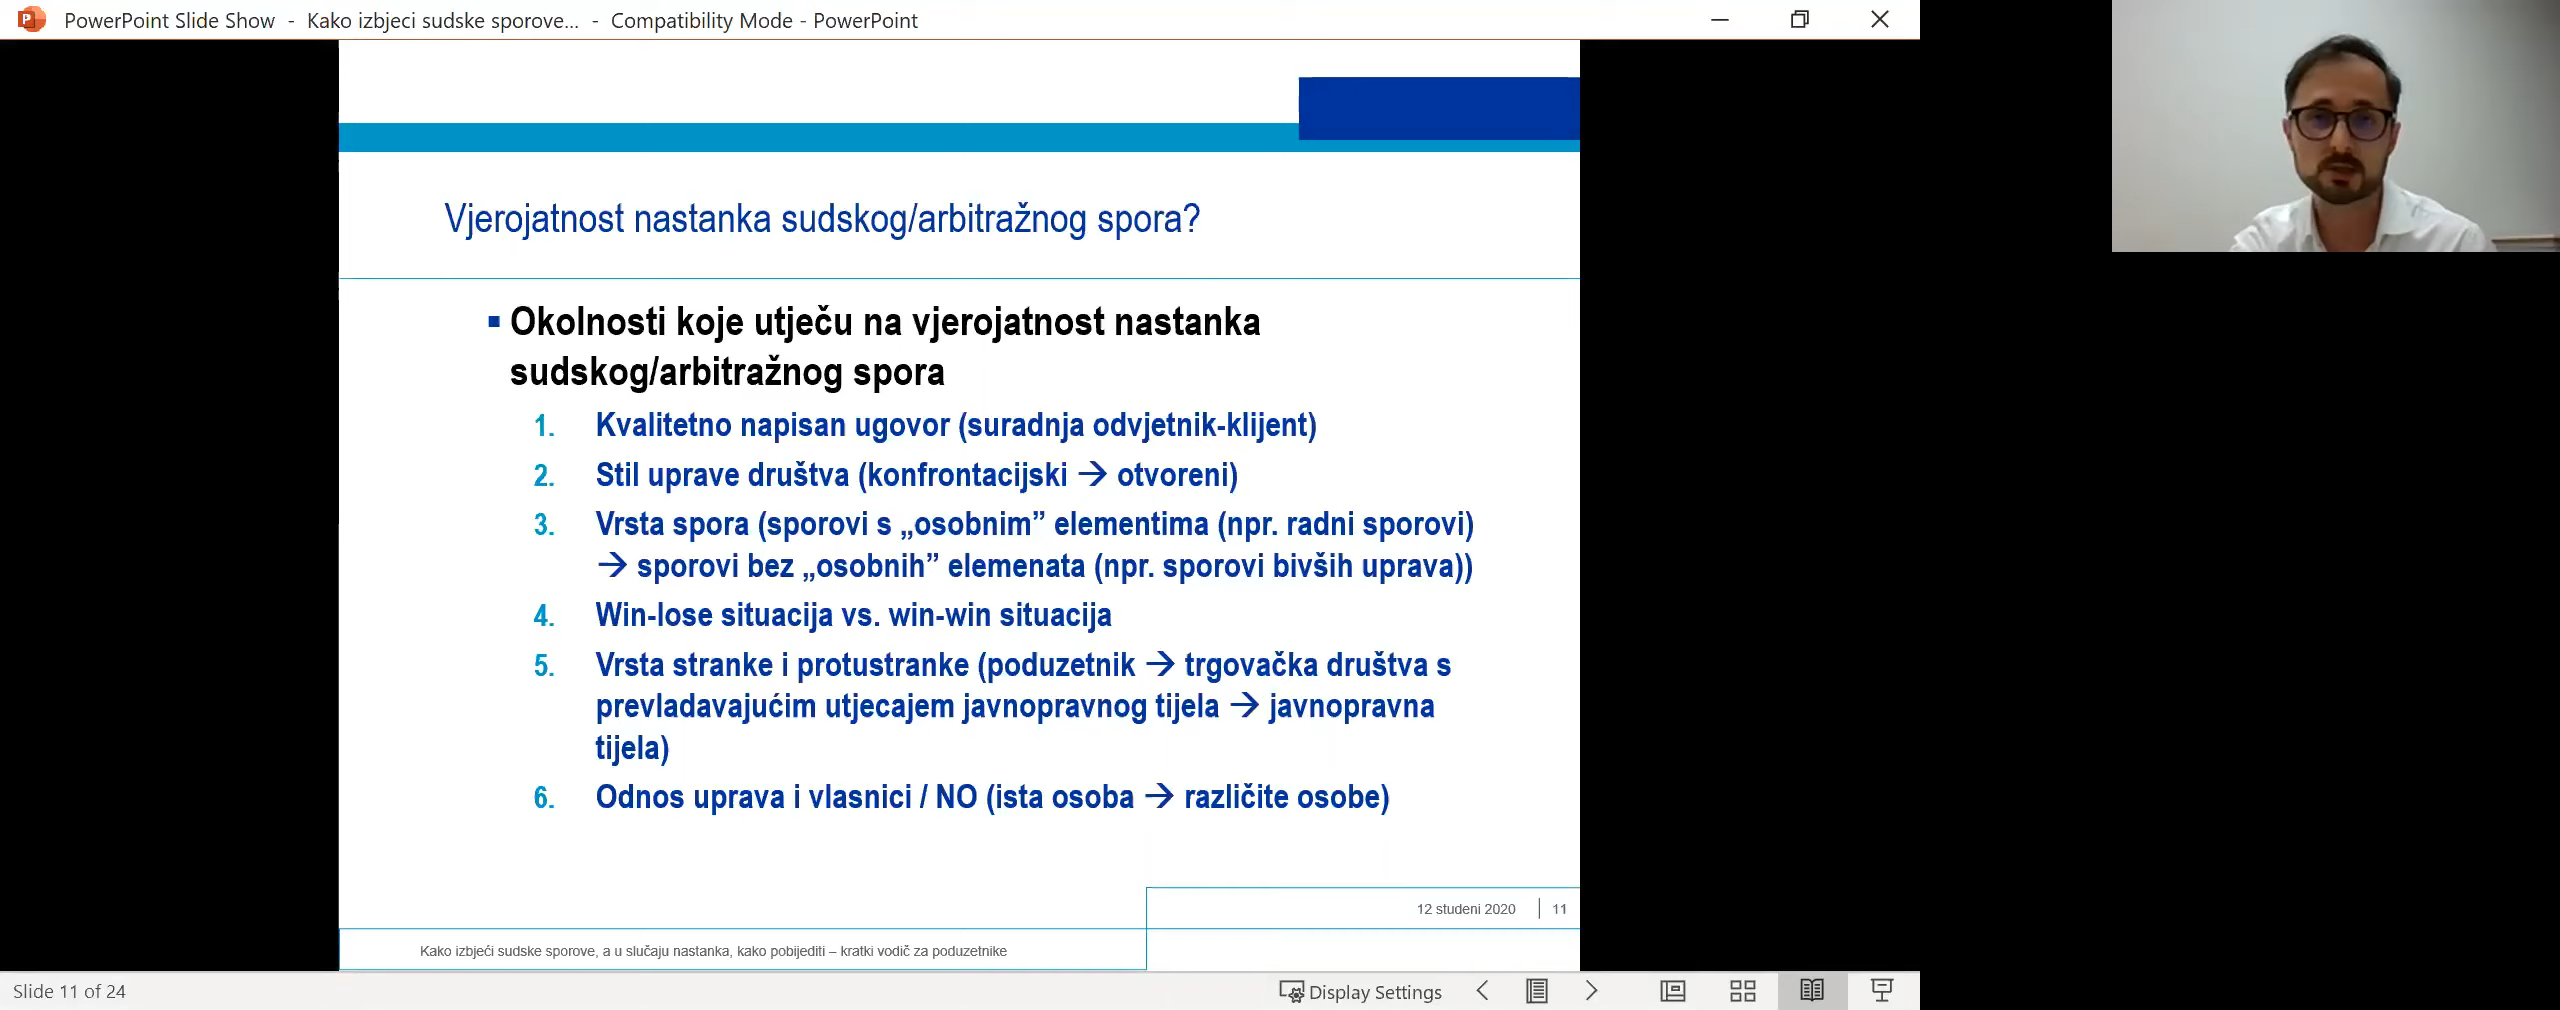 PowerPoint Slide Show - Kako izbjeci sudske sporove... - Compatibility Mode - PowerPoint
Vjerojatnost nastanka sudskog/arbitražnog spora?
▪ Okolnosti koje utječu na vjerojatnost nastanka
sudskog/arbitražnog spora
1. Kvalitetno napisan ugovor (suradnja odvjetnik-klijent)
2. Stil uprave društva (konfrontacijski → otvoreni)
3. Vrsta spora (sporovi s „osobnim” elementima (npr. radni sporovi)
→ sporovi bez „osobnih” elemenata (npr. sporovi bivših uprava))
4. Win-lose situacija vs. win-win situacija
5. Vrsta stranke i protustranke (poduzetnik → trgovačka društva s
prevladavajućim utjecajem javnopravnog tijela → javnopravna
tijela)
6. Odnos uprava i vlasnici / NO (ista osoba → različite osobe)
12 studeni 2020 | 11
Kako izbjeći sudske sporove, a u slučaju nastanka, kako pobijediti – kratki vodič za poduzetnike
Slide 11 of 24
Display Settings